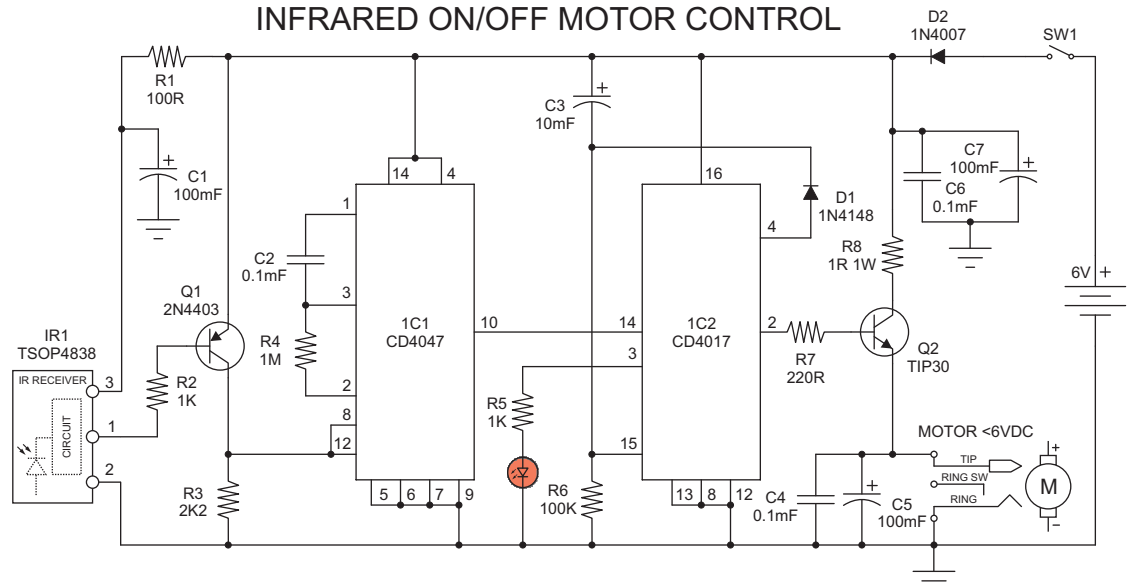 INFRARED ON/OFF MOTOR CONTROL
D2
1N4007
SW1
R1
100R
C1
100mF
+
14
4
1
3
2
8
12
10
5
6
7
9
1C1
CD4047
C2
0.1mF
R4
1M
Q1
2N4403
IR1
TSOP4838
IR RECEIVER
CIRCUIT
3
1
2
R2
1K
R3
2K2
C3
10mF
+
16
4
14
3
15
2
13
8
12
1C2
CD4017
D1
1N4148
R5
1K
R6
100K
R7
220R
R8
1R 1W
C7
100mF
+
C6
0.1mF
Q2
TIP30
6V
+
C4
0.1mF
C5
100mF
+
MOTOR <6VDC
TIP
RING SW
RING
+
M
–